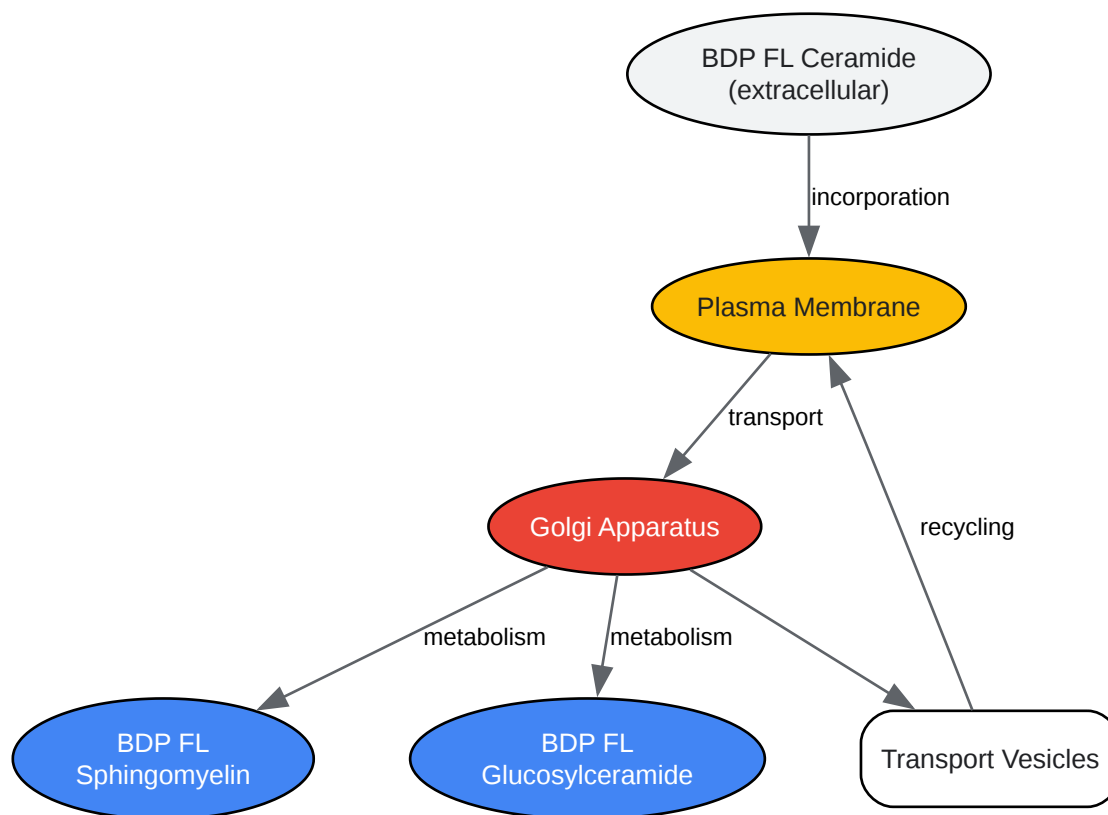 BDP FL Ceramide
(extracellular)
incorporation
Plasma Membrane
transport
Golgi Apparatus
recycling
metabolism
metabolism
BDP FL
Sphingomyelin
BDP FL
Glucosylceramide
Transport Vesicles